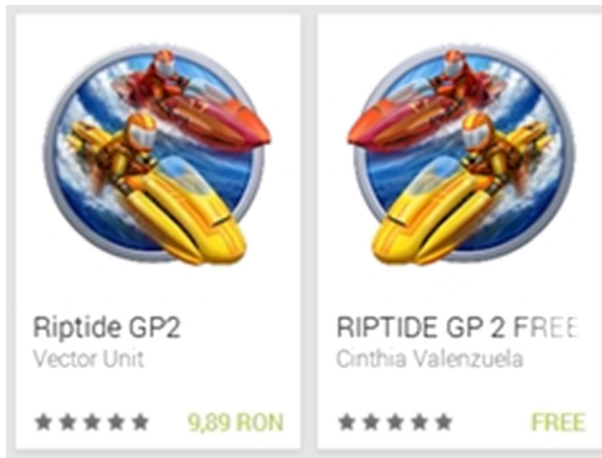 Riptide GP2
Vector Unit
9,89 RON
RIPTIDE GP 2 FREE
Cinthia Valenzuela
FREE